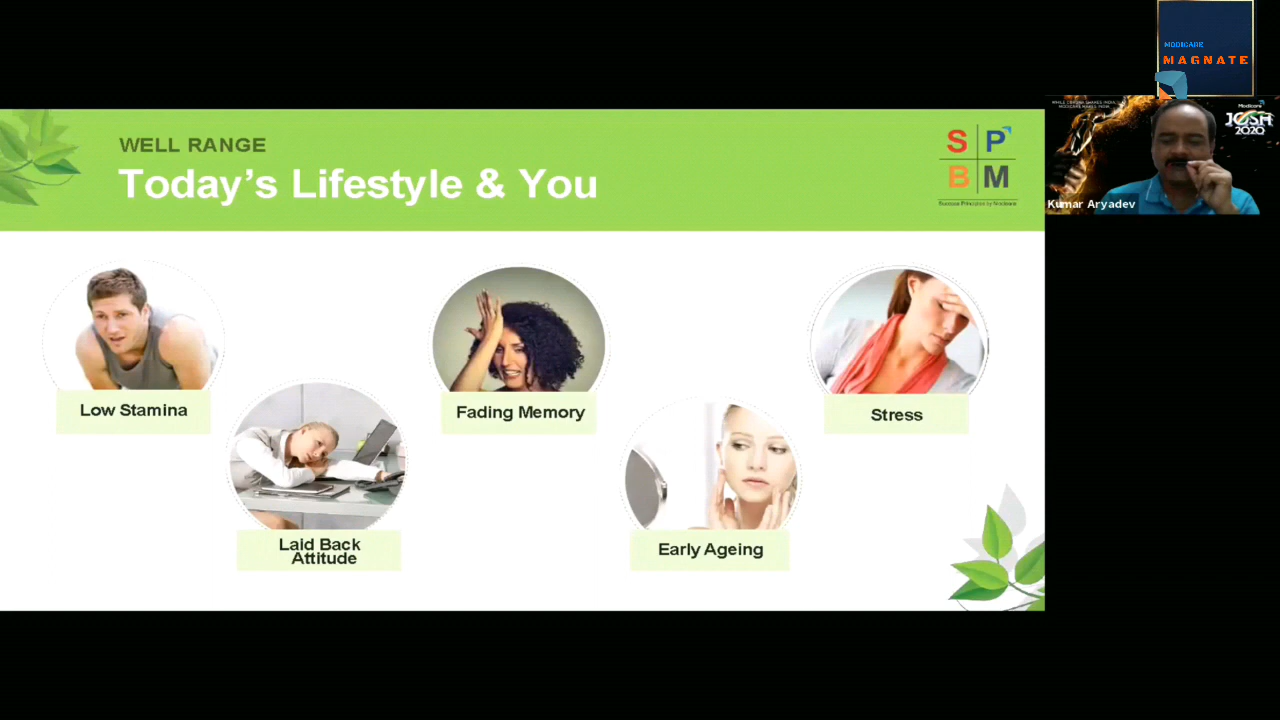 MODICARE
MAGNATE
WELL RANGE
Today's Lifestyle & You
S P
B M
Modicare
JOSH
2020
Kumar Aryadev
Low Stamina
Fading Memory
Stress
Laid Back
Attitude
Early Ageing